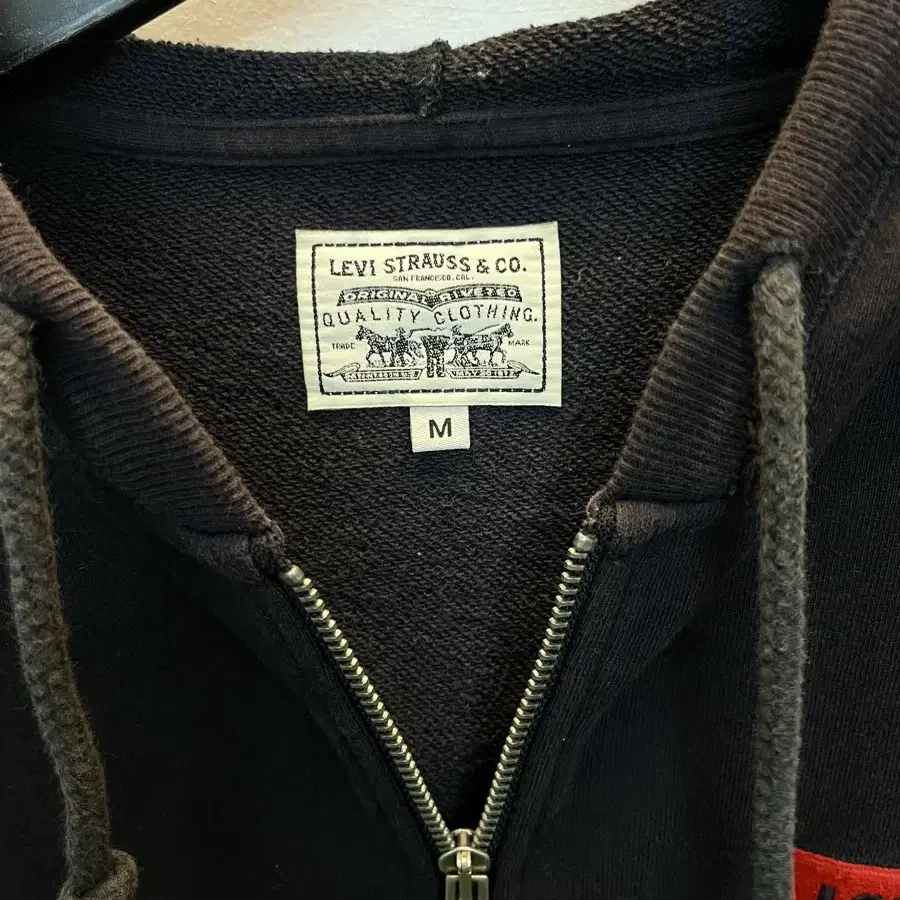 LEVI STRAUSS & CO.
SAN FRANCISCO, CAL.
ORIGINAL RIVETED
QUALITY CLOTHING.
TRADE MARK
M